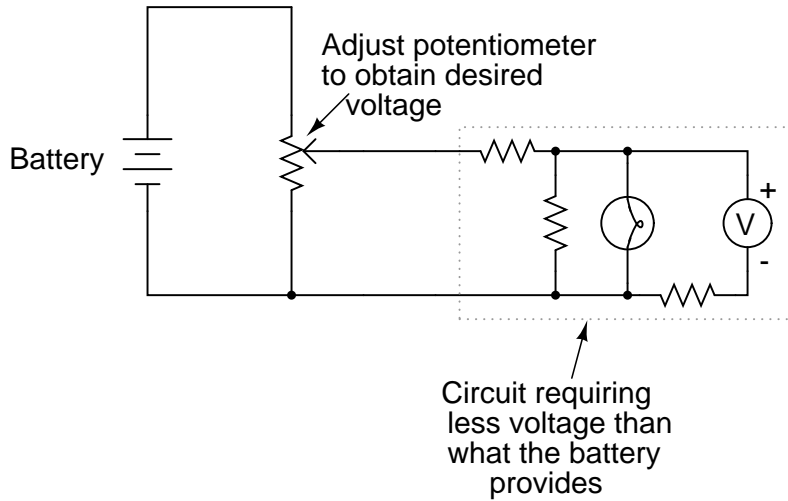 Adjust potentiometer
to obtain desired
voltage
Battery
+
V
-
Circuit requiring
less voltage than
what the battery
provides